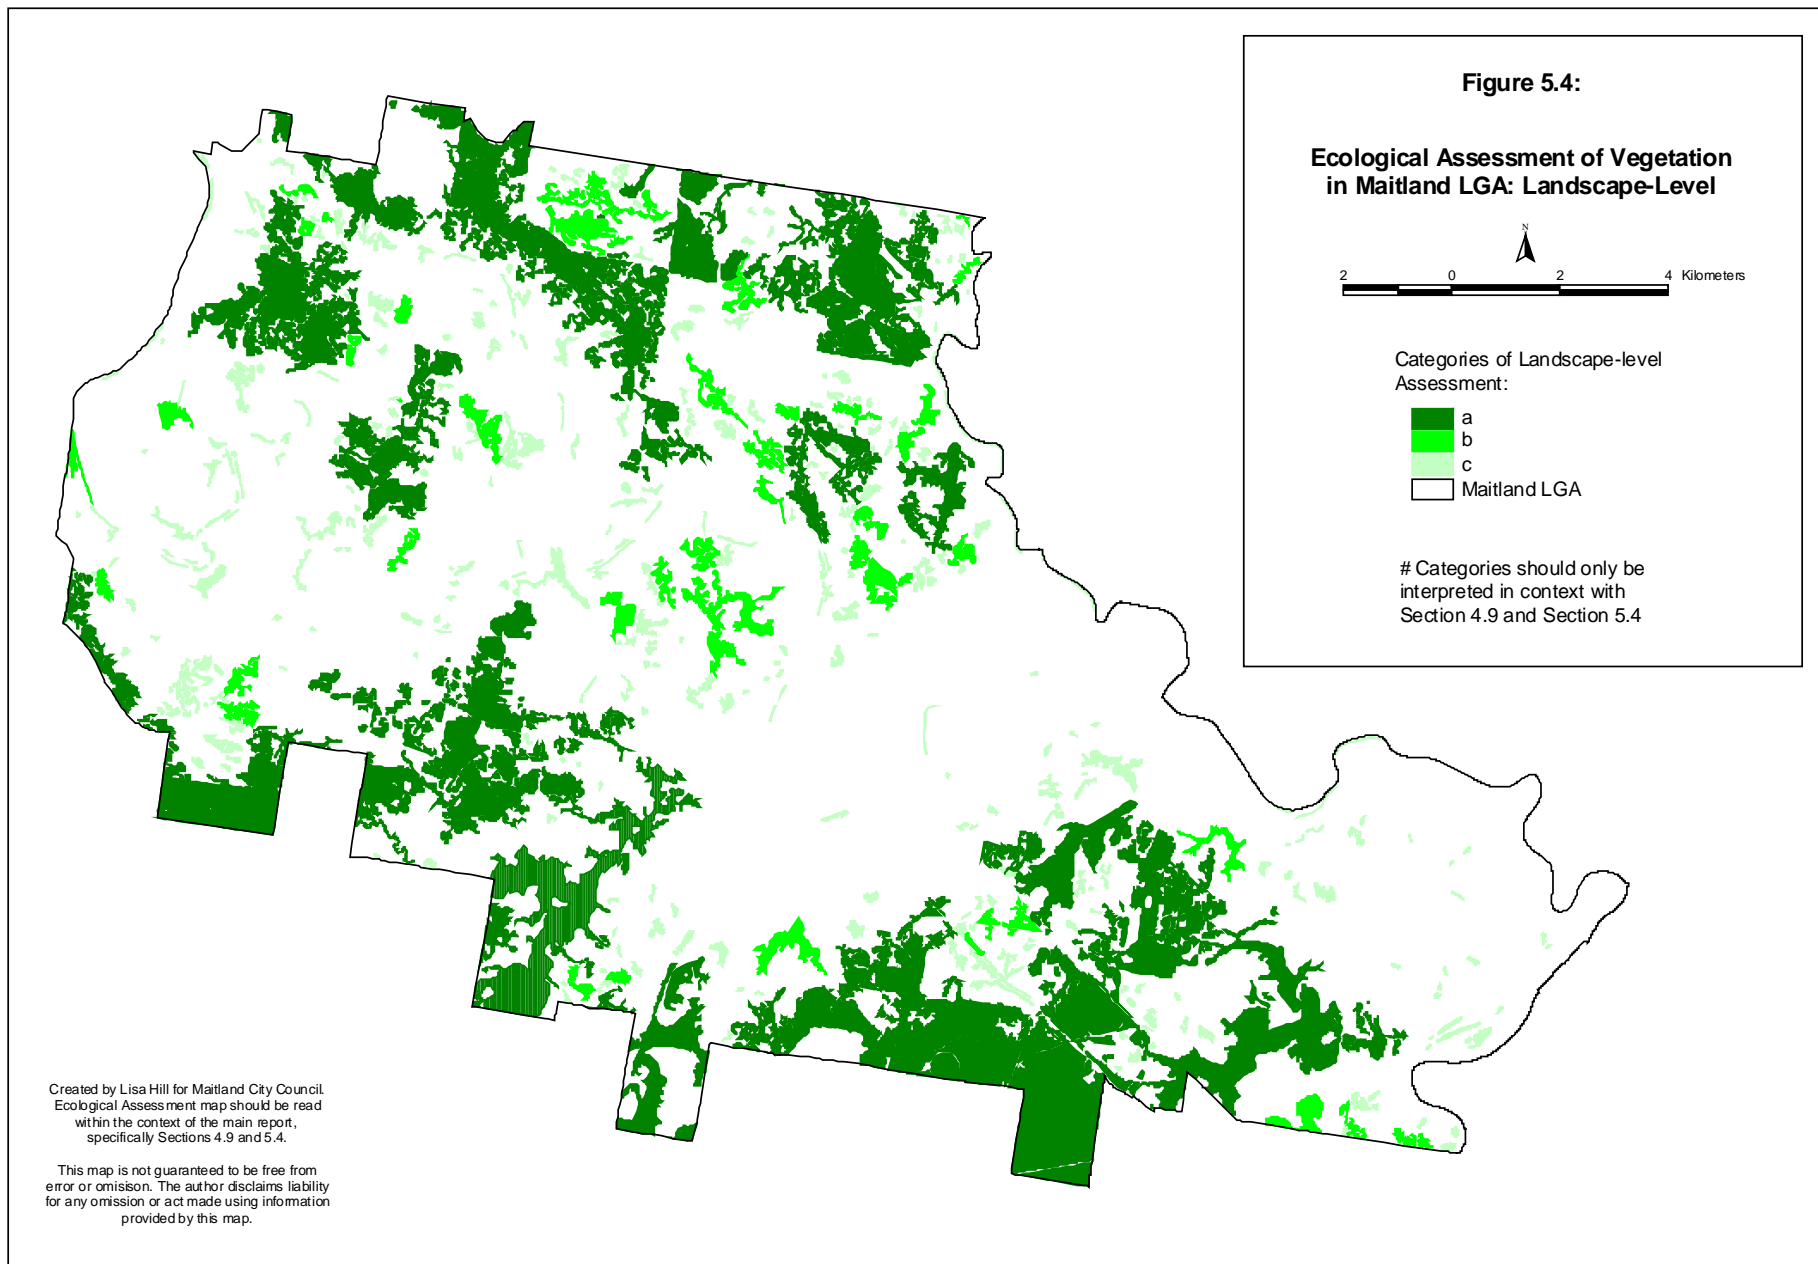 Figure 5.4:
Ecological Assessment of Vegetation
in Maitland LGA: Landscape-Level
N
2 0 2 4 Kilometers
Categories of Landscape-level
Assessment:
a
b
c
Maitland LGA
# Categories should only be
interpreted in context with
Section 4.9 and Section 5.4
Created by Lisa Hill for Maitland City Council.
Ecological Assessment map should be read
within the context of the main report,
specifically Sections 4.9 and 5.4.
This map is not guaranteed to be free from
error or omisison. The author disclaims liability
for any omission or act made using information
provided by this map.